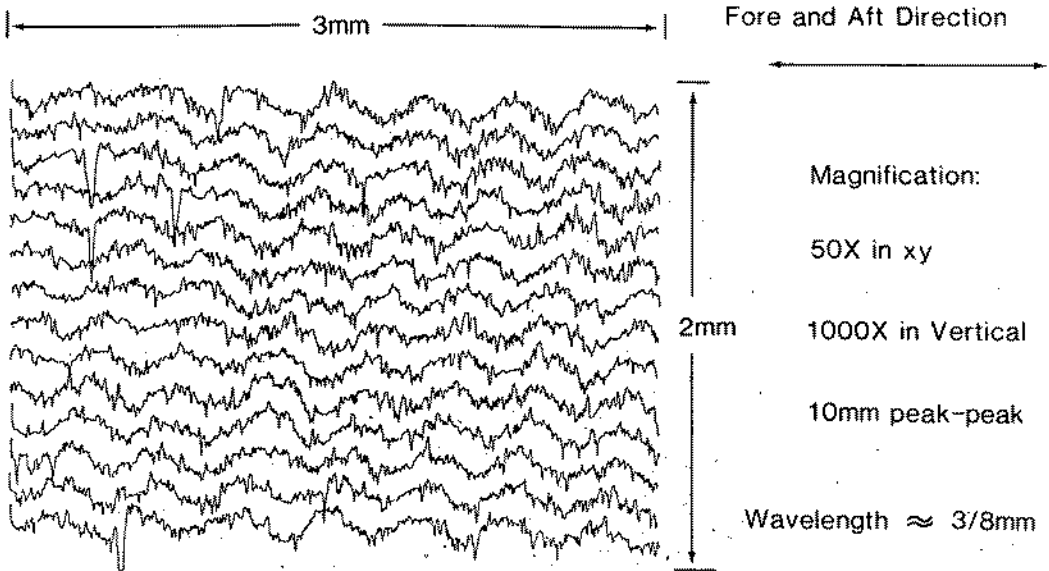 3mm
Fore and Aft Direction
2mm
Magnification:
50X in xy
1000X in Vertical
10mm peak-peak
Wavelength ≈ 3/8mm